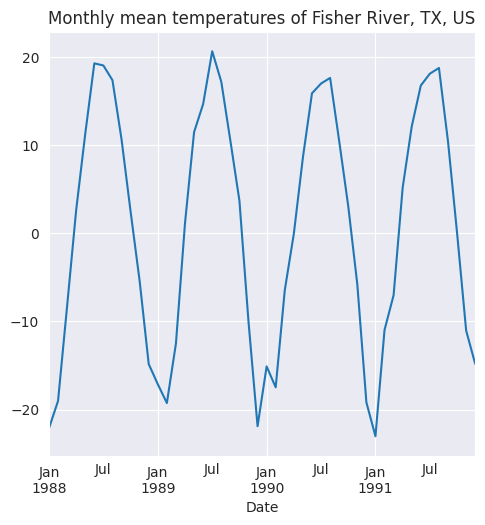 Monthly mean temperatures of Fisher River, TX, US
20
10
0
−10
−20
Jan Jul Jan Jul Jan Jul Jan Jul
1988 1989 1990 1991
Date